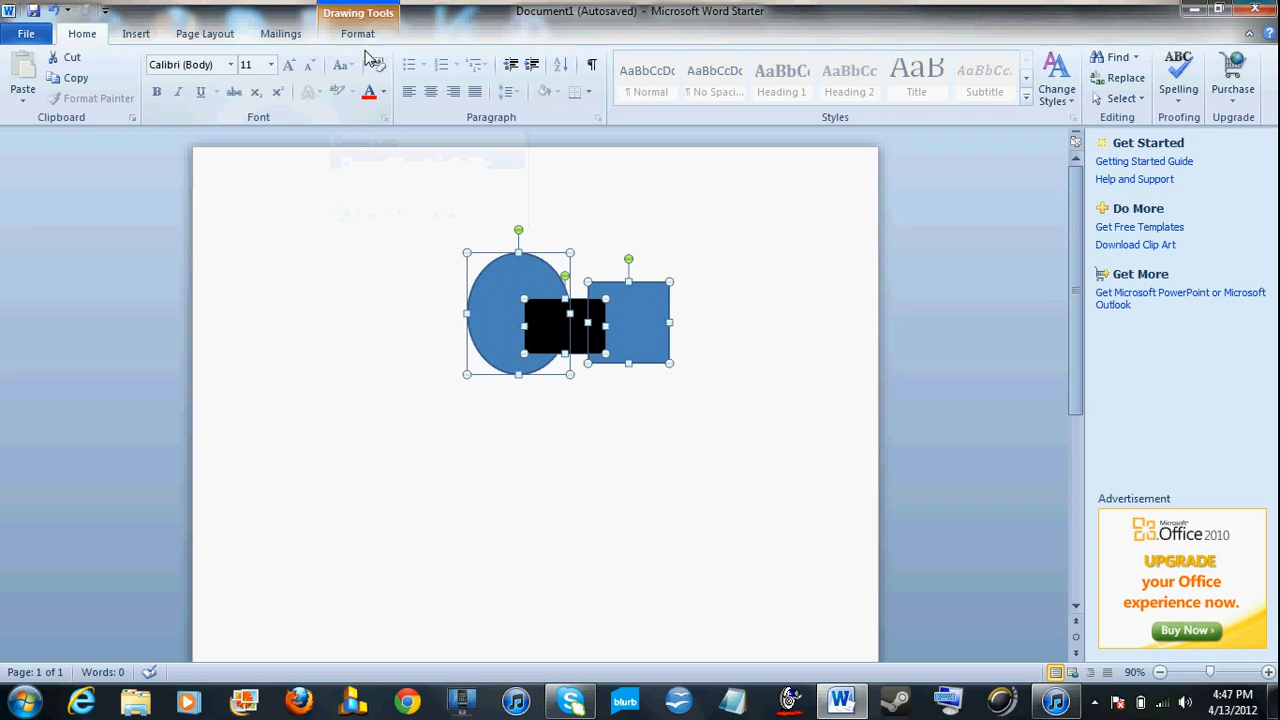 Drawing Tools
Document1 (Autosaved) - Microsoft Word Starter
File Home Insert Page Layout Mailings Format
Cut
Copy
Format Painter
Paste
Clipboard
Calibri (Body) 11
Font
Paragraph
AaBbCcDc AaBbCcDc AaBbC AaBbCc AaB AaBbCc.
¶ Normal ¶ No Spaci... Heading 1 Heading 2 Title Subtitle
Change
Styles
Styles
Find
Replace
Select
Editing
ABC
Spelling
Proofing
Purchase
Upgrade
Get Started
Getting Started Guide
Help and Support
Do More
Get Free Templates
Download Clip Art
Get More
Get Microsoft PowerPoint or Microsoft
Outlook
Advertisement
Microsoft
Office 2010
UPGRADE
your Office
experience now.
Buy Now ›
Page: 1 of 1 Words: 0
90%
blurb
4:47 PM
4/13/2012